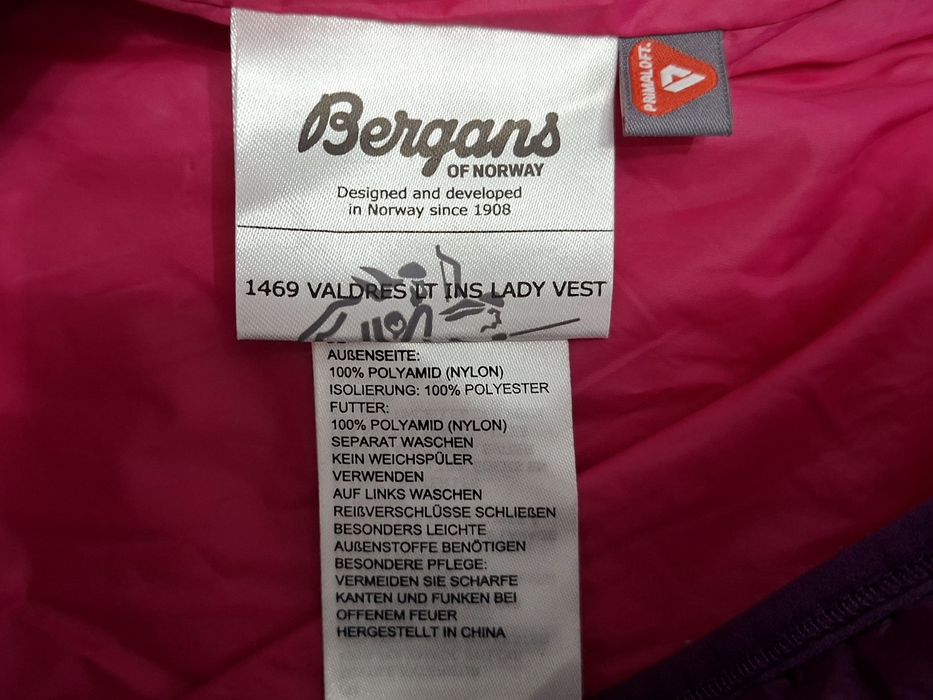 Bergans
OF NORWAY
Designed and developed
in Norway since 1908
PRIMALOFT®
1469 VALDRES LT INS LADY VEST
AUßENSEITE:
100% POLYAMID (NYLON)
ISOLIERUNG: 100% POLYESTER
FUTTER:
100% POLYAMID (NYLON)
SEPARAT WASCHEN
KEIN WEICHSPÜLER
VERWENDEN
AUF LINKS WASCHEN
REIßVERSCHLÜSSE SCHLIEßEN
BESONDERS LEICHTE
AUßENSTOFFE BENÖTIGEN
BESONDERE PFLEGE:
VERMEIDEN SIE SCHARFE
KANTEN UND FUNKEN BEI
OFFENEM FEUER
HERGESTELLT IN CHINA